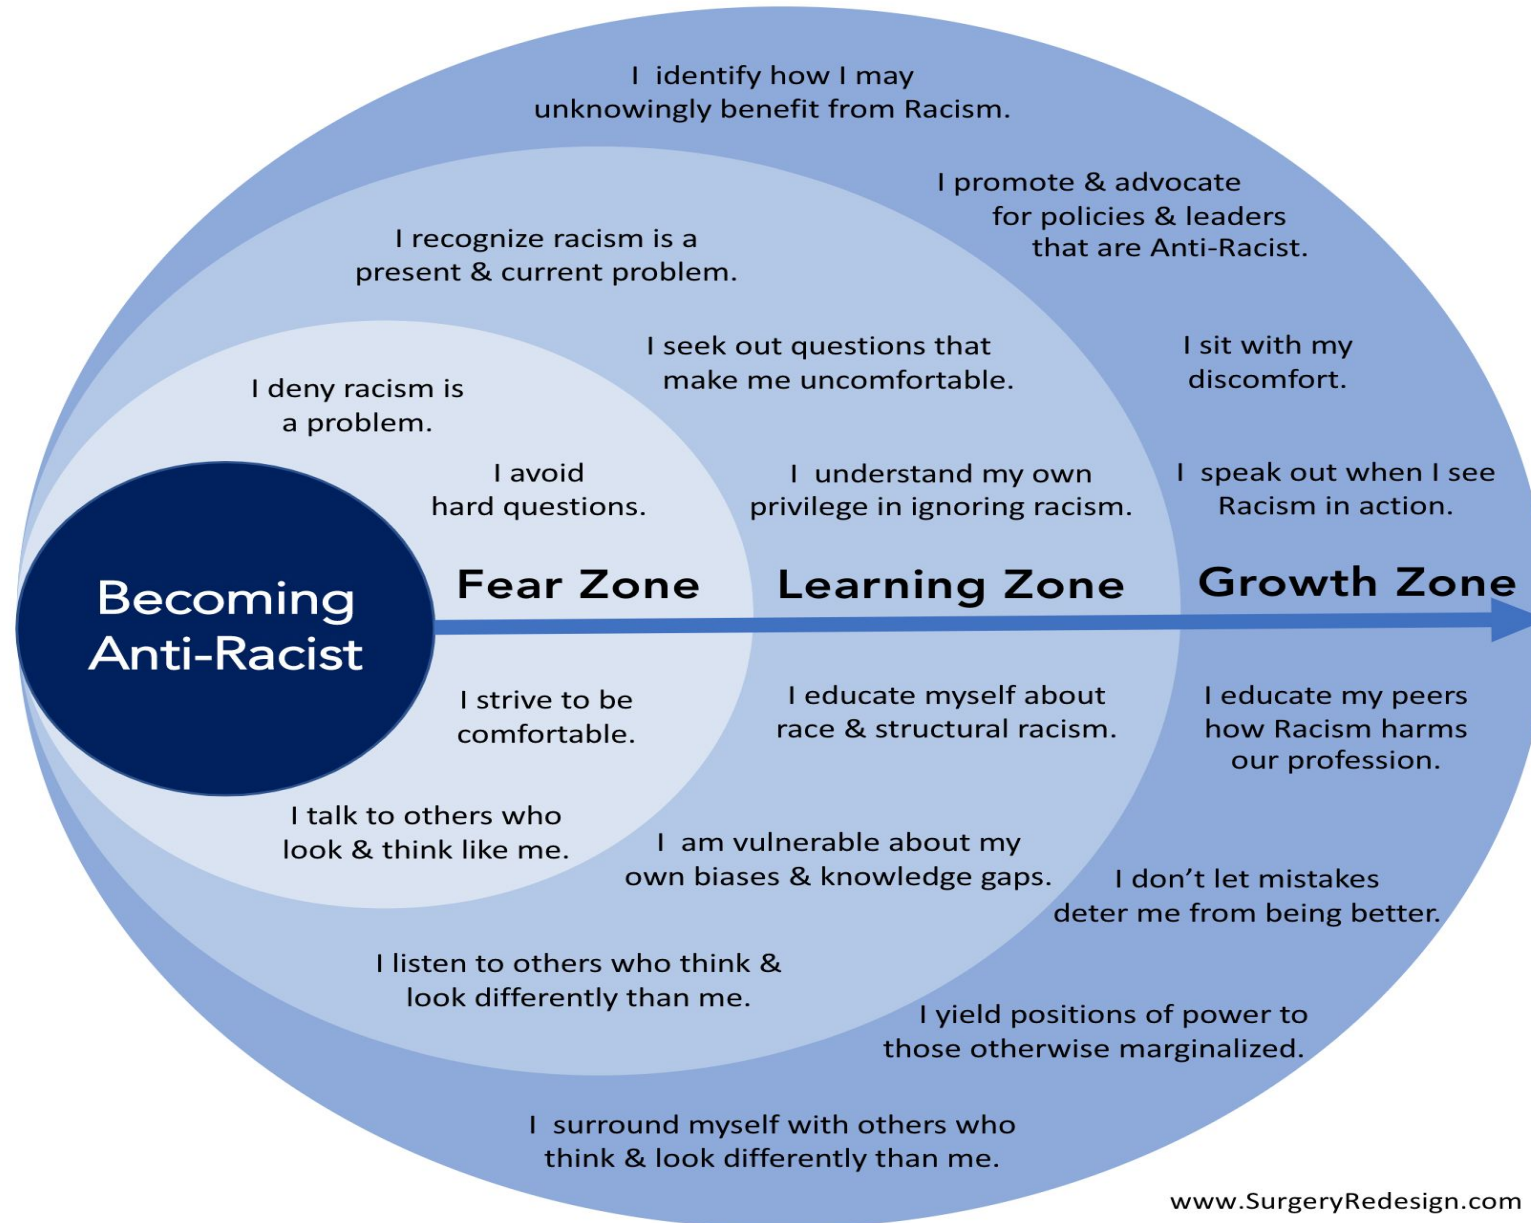 I identify how I may
unknowingly benefit from Racism.
I promote & advocate
for policies & leaders
that are Anti-Racist.
I recognize racism is a
present & current problem.
I seek out questions that
make me uncomfortable.
I sit with my
discomfort.
I deny racism is
a problem.
I avoid
hard questions.
I understand my own
privilege in ignoring racism.
I speak out when I see
Racism in action.
Becoming
Anti-Racist
Fear Zone
Learning Zone
Growth Zone
I strive to be
comfortable.
I educate myself about
race & structural racism.
I educate my peers
how Racism harms
our profession.
I talk to others who
look & think like me.
I am vulnerable about my
own biases & knowledge gaps.
I don’t let mistakes
deter me from being better.
I listen to others who think &
look differently than me.
I yield positions of power to
those otherwise marginalized.
I surround myself with others who
think & look differently than me.
www.SurgeryRedesign.com